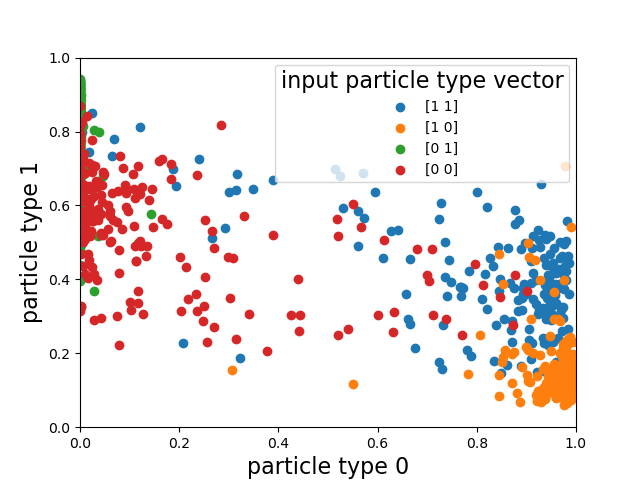 input particle type vector
[1 1]
[1 0]
[0 1]
[0 0]
particle type 1
1.0
0.8
0.6
0.4
0.2
0.0
0.0 0.2 0.4 0.6 0.8 1.0
particle type 0